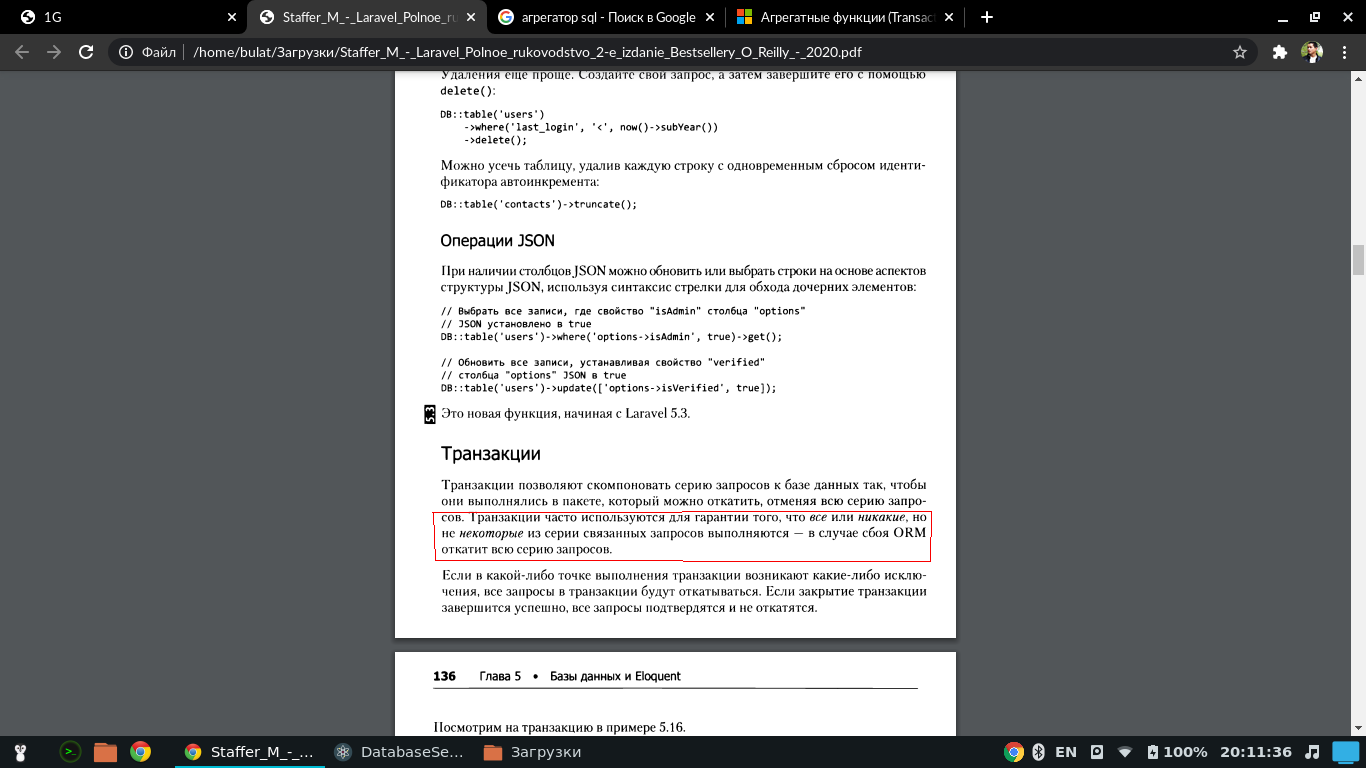 1G
Staffer_M_-_Laravel_Polnoe_ru
агрегатор sql - Поиск в Google
Агрегатные функции (Transac
Файл
/home/bulat/Загрузки/Staffer_M_-_Laravel_Polnoe_rukovodstvo_2-e_izdanie_Bestsellery_O_Reilly_-_2020.pdf
Удаления еще проще. Создайте свой запрос, а затем завершите его с помощью
delete():
DB::table('users')
->where('last_login', '<', now()->subYear())
->delete();
Можно усечь таблицу, удалив каждую строку с одновременным сбросом иденти-
фикатора автоинкремента:
DB::table('contacts')->truncate();
Операции JSON
При наличии столбцов JSON можно обновить или выбрать строки на основе аспектов
структуры JSON, используя синтаксис стрелки для обхода дочерних элементов:
// Выбрать все записи, где свойство "isAdmin" столбца "options"
// JSON установлено в true
DB::table('users')->where('options->isAdmin', true)->get();
// Обновить все записи, устанавливая свойство "verified"
// столбца "options" JSON в true
DB::table('users')->update(['options->isVerified', true]);
5.3 Это новая функция, начиная с Laravel 5.3.
Транзакции
Транзакции позволяют скомпоновать серию запросов к базе данных так, чтобы
они выполнялись в пакете, который можно откатить, отменяя всю серию запро-
сов. Транзакции часто используются для гарантии того, что все или никакие, но
не некоторые из серии связанных запросов выполняются — в случае сбоя ORM
откатит всю серию запросов.
Если в какой-либо точке выполнения транзакции возникают какие-либо исклю-
чения, все запросы в транзакции будут откатываться. Если закрытие транзакции
завершится успешно, все запросы подтвердятся и не откатятся.
136 Глава 5 • Базы данных и Eloquent
Посмотрим на транзакцию в примере 5.16.
Staffer_M_-_...
DatabaseSe...
Загрузки
EN
100%
20:11:36